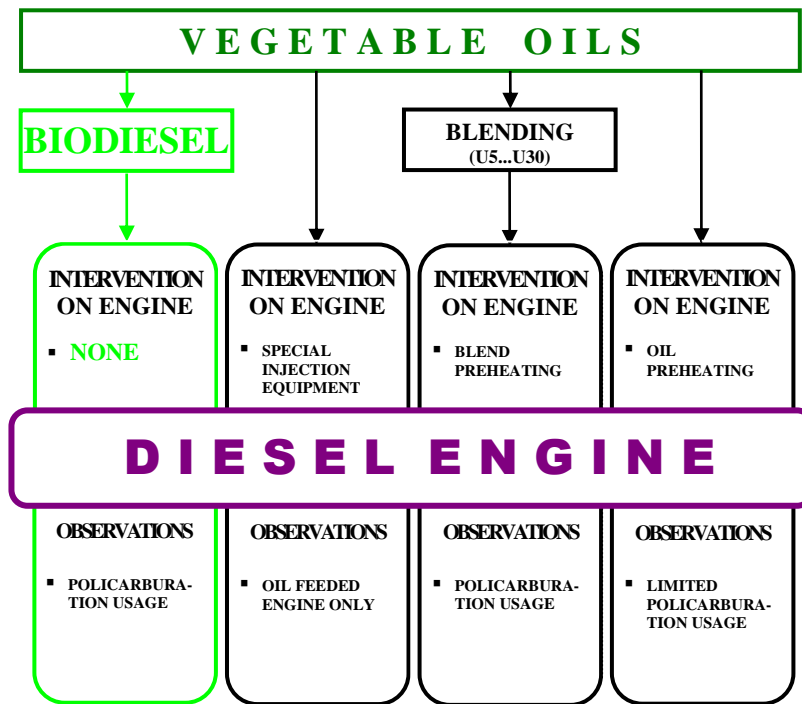 VEGETABLE OILS
BIODIESEL
BLENDING
(U5...U30)
INTERVENTION
ON ENGINE
▪ NONE
INTERVENTION
ON ENGINE
▪ SPECIAL
INJECTION
EQUIPMENT
INTERVENTION
ON ENGINE
▪ BLEND
PREHEATING
INTERVENTION
ON ENGINE
▪ OIL
PREHEATING
DIESEL ENGINE
OBSERVATIONS
▪ POLICARBURA-
TION USAGE
OBSERVATIONS
▪ OIL FEEDED
ENGINE ONLY
OBSERVATIONS
▪ POLICARBURA-
TION USAGE
OBSERVATIONS
▪ LIMITED
POLICARBURA-
TION USAGE